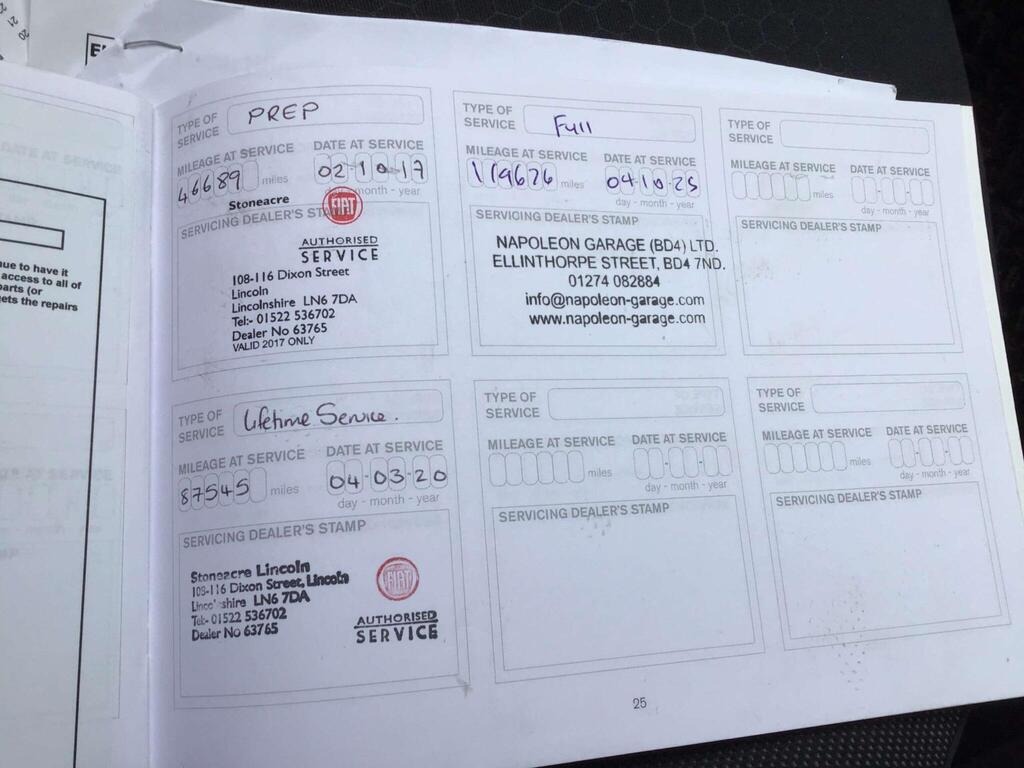 TYPE OF SERVICE PREP
MILEAGE AT SERVICE DATE AT SERVICE
46689 miles 02-10-17
day - month - year
Stoneacre
SERVICING DEALER'S STAMP
FIAT
AUTHORISED
SERVICE
108-116 Dixon Street
Lincoln
Lincolnshire LN6 7DA
Tel:- 01522 536702
Dealer No 63765
VALID 2017 ONLY
TYPE OF SERVICE Full
MILEAGE AT SERVICE DATE AT SERVICE
119676 miles 04-10-25
day - month - year
SERVICING DEALER'S STAMP
NAPOLEON GARAGE (BD4) LTD.
ELLINTHORPE STREET, BD4 7ND.
01274 082884
info@napoleon-garage.com
www.napoleon-garage.com
TYPE OF SERVICE
MILEAGE AT SERVICE DATE AT SERVICE
miles
day - month - year
SERVICING DEALER'S STAMP
TYPE OF SERVICE Lifetime Service.
MILEAGE AT SERVICE DATE AT SERVICE
87545 miles 04-03-20
day - month - year
SERVICING DEALER'S STAMP
Stoneacre Lincoln
108-116 Dixon Street, Lincoln
LN6 7DA
Tel:- 01522 536702
Dealer No 63765
FIAT
AUTHORISED
SERVICE
TYPE OF SERVICE
MILEAGE AT SERVICE DATE AT SERVICE
miles
day - month - year
SERVICING DEALER'S STAMP
TYPE OF SERVICE
MILEAGE AT SERVICE DATE AT SERVICE
miles
day - month - year
SERVICING DEALER'S STAMP
25
nue to have it
access to all of
parts (or
ets the repairs